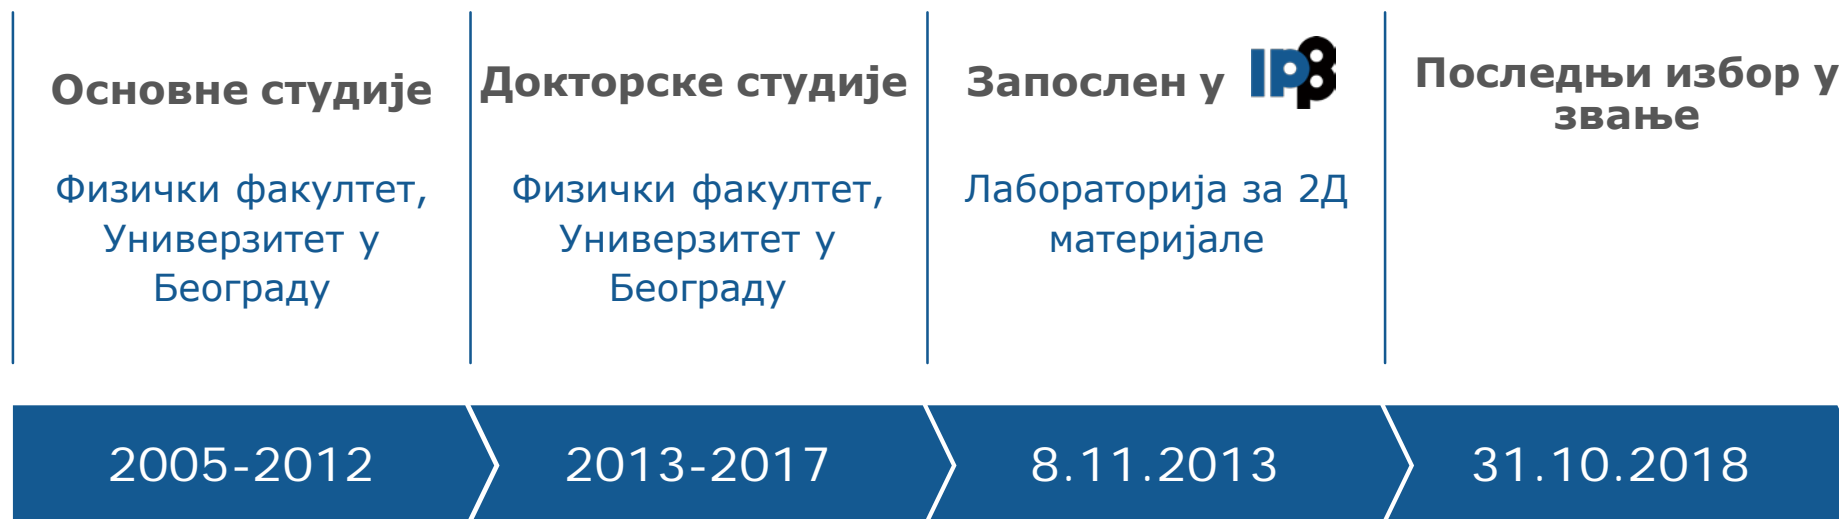 Основне студије
Физички факултет,
Универзитет у
Београду
2005-2012
Докторске студије
Физички факултет,
Универзитет у
Београду
2013-2017
Запослен у IPB
Лабораторија за 2Д
материјале
8.11.2013
Последњи избор у
звање
31.10.2018